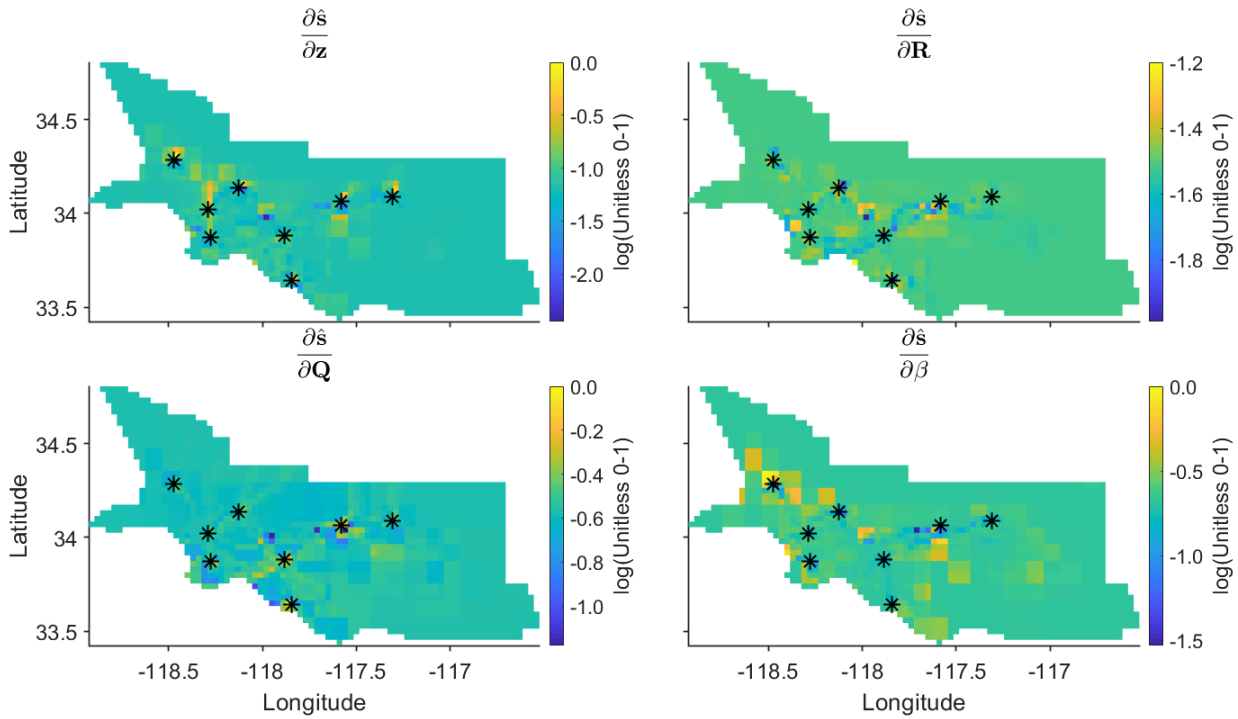 ∂ŝ
∂z
∂ŝ
∂R
0.0
-0.5
-1.0
-1.5
-2.0
log(Unitless 0-1)
-1.2
-1.4
-1.6
-1.8
log(Unitless 0-1)
34.5
34
33.5
Latitude
∂ŝ
∂Q
∂ŝ
∂β
0.0
-0.2
-0.4
-0.6
-0.8
-1.0
log(Unitless 0-1)
0.0
-0.5
-1.0
-1.5
log(Unitless 0-1)
34.5
34
33.5
Latitude
-118.5 -118 -117.5 -117
Longitude
-118.5 -118 -117.5 -117
Longitude